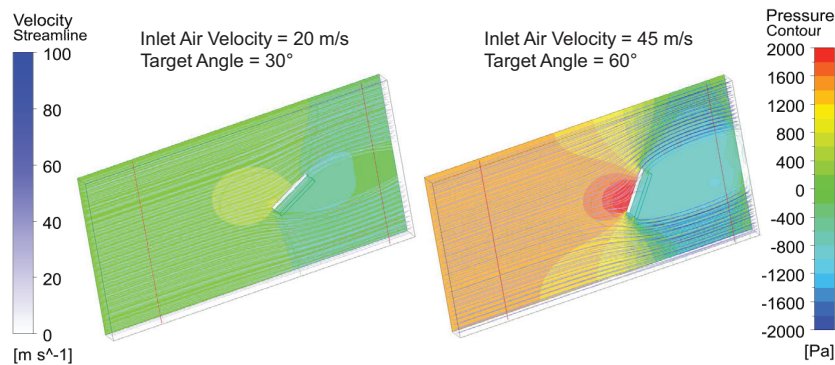 Velocity
Streamline
100
80
60
40
20
0
[m s^-1]
Inlet Air Velocity = 20 m/s
Target Angle = 30°
Inlet Air Velocity = 45 m/s
Target Angle = 60°
Pressure
Contour
2000
1600
1200
800
400
0
-400
-800
-1200
-1600
-2000
[Pa]